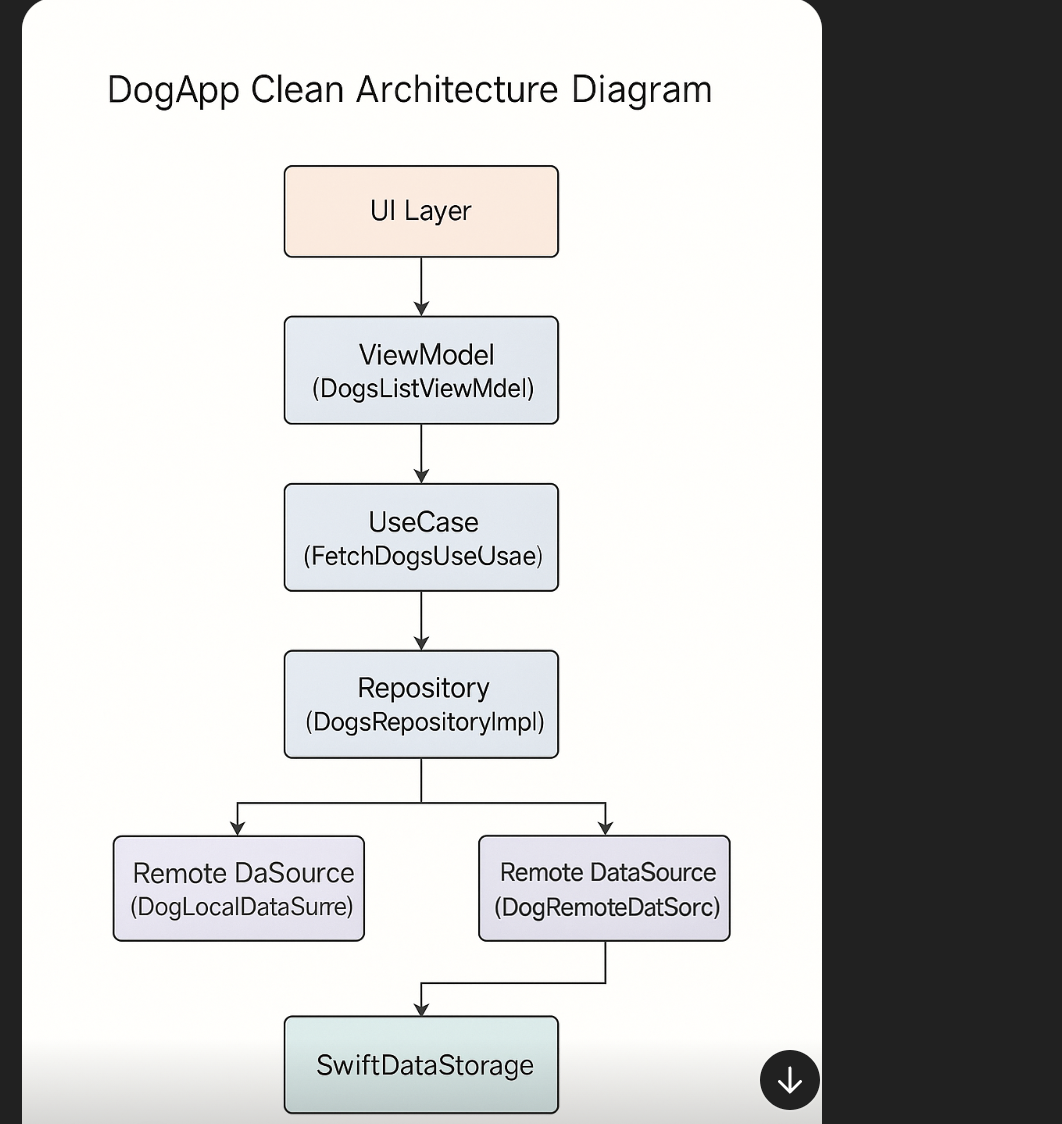 DogApp Clean Architecture Diagram
UI Layer
ViewModel
(DogsListViewMdel)
UseCase
(FetchDogsUseUsae)
Repository
(DogsRepositoryImpl)
Remote DaSource
(DogLocalDataSurre)
Remote DataSource
(DogRemoteDatSorc)
SwiftDataStorage